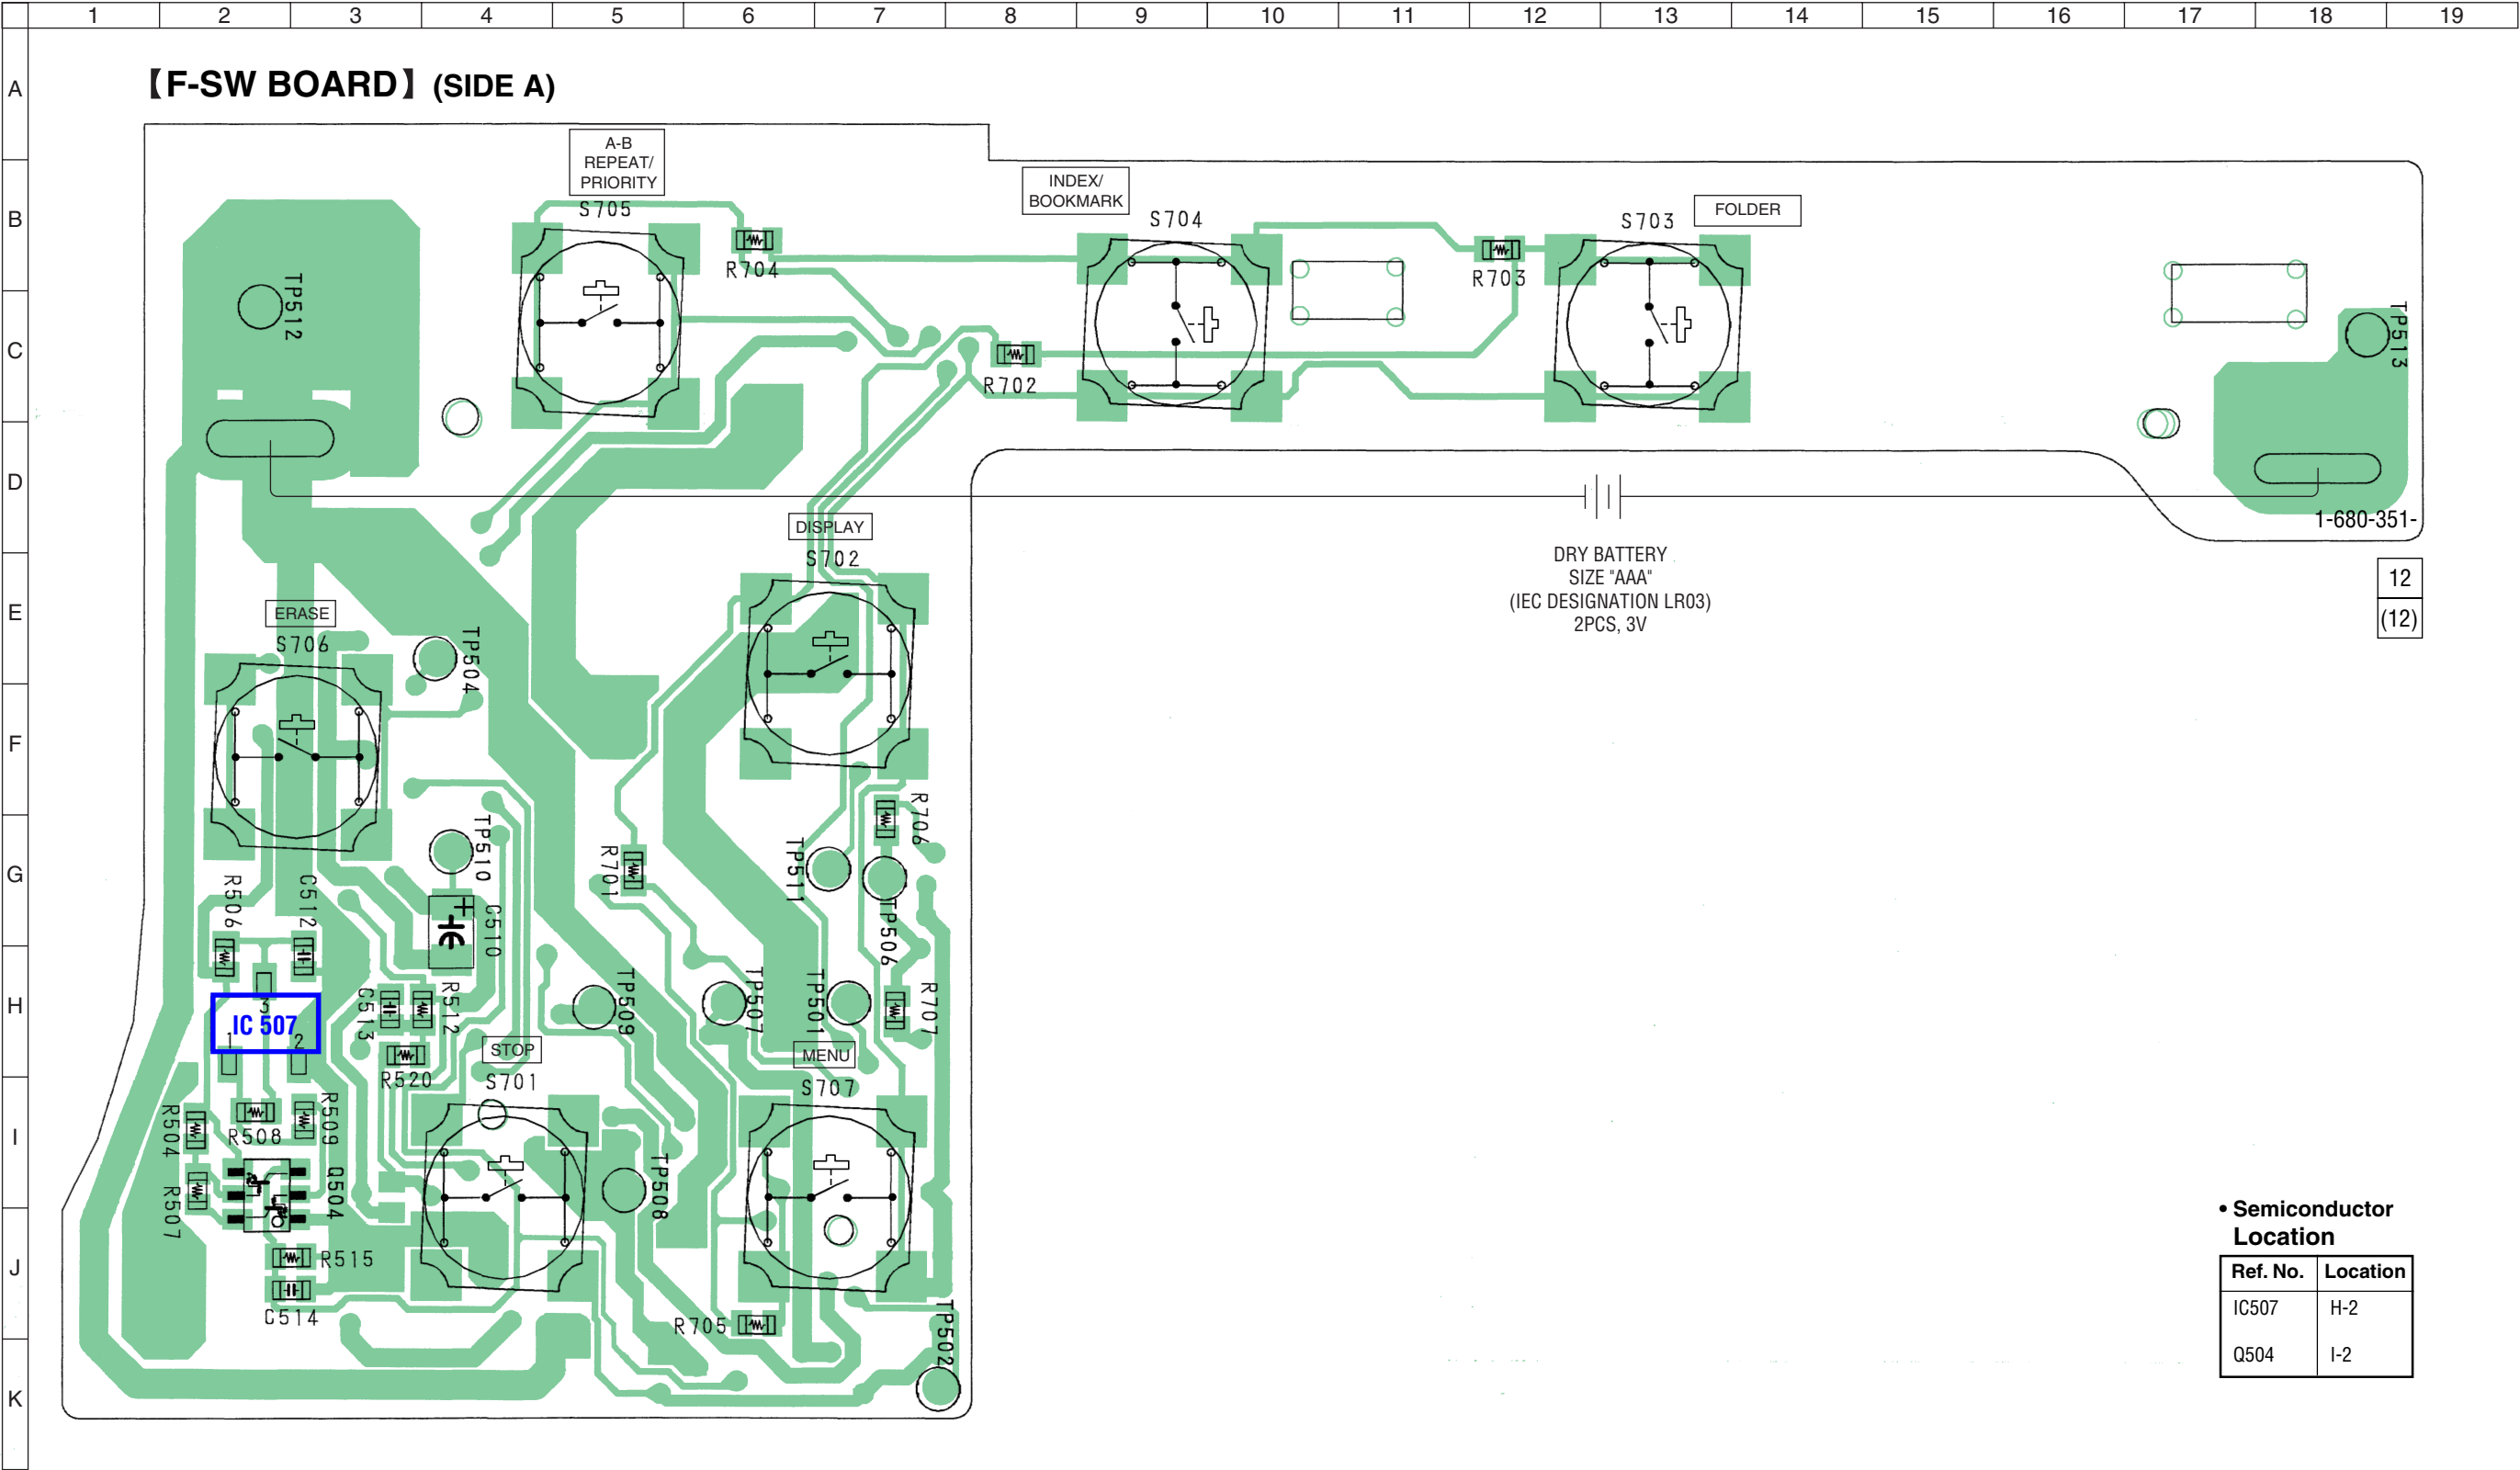 1 2 3 4 5 6 7 8 9 10 11 12 13 14 15 16 17 18 19
A
B
C
D
E
F
G
H
I
J
K
【F-SW BOARD】 (SIDE A)
A-B
REPEAT/
PRIORITY
S705
INDEX/
BOOKMARK
S704
S703
FOLDER
R704
R703
R702
TP512
TP513
1-680-351-
12
(12)
DRY BATTERY
SIZE "AAA"
(IEC DESIGNATION LR03)
2PCS, 3V
DISPLAY
S702
ERASE
S706
TP504
TP510
R706
R701
TP511
TP506
R506
C512
C510
+
IC 507
3
1
2
C513
R512
R520
TP509
TP507
TP501
R707
STOP
S701
MENU
S707
R504
R508
R509
R507
Q504
TP508
R515
C514
R705
TP502
• Semiconductor
Location
Ref. No. Location
IC507 H-2
Q504 I-2